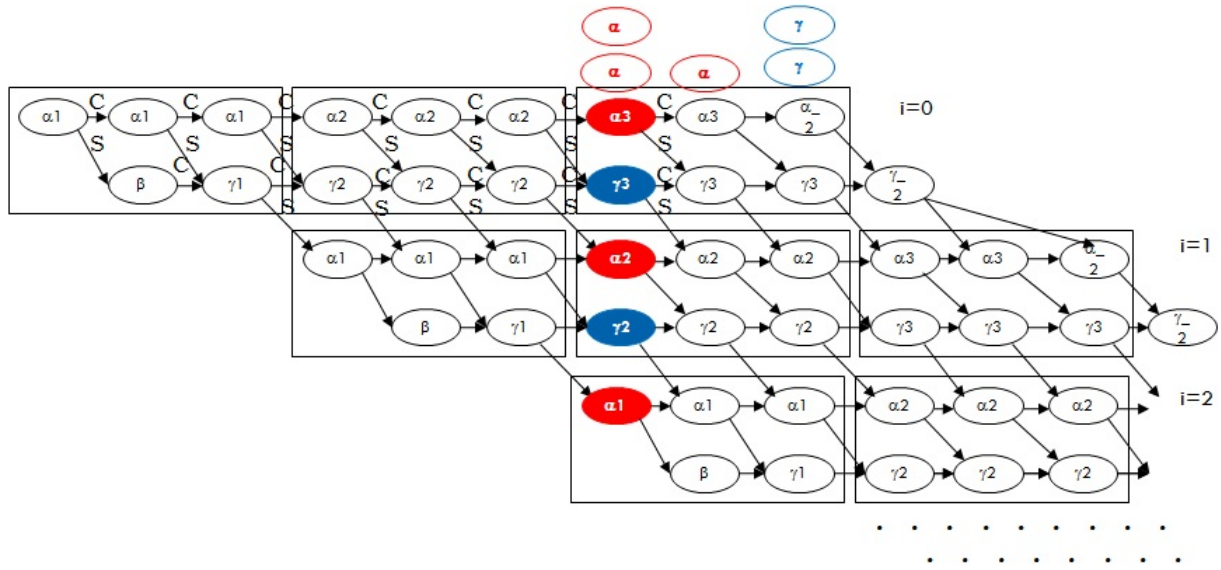 α γ
α α γ
C C C C C C C
α1 α1 α1 α2 α2 α2 α3 α3 α_2 i=0
S S S S S S S
C C C C C C
β γ1 γ2 γ2 γ2 γ3 γ3 γ3 γ_2
S S S S S
α1 α1 α1 α2 α2 α2 α3 α3 α_2 i=1
β γ1 γ2 γ2 γ2 γ3 γ3 γ3 γ_2
α1 α1 α1 α2 α2 α2 i=2
β γ1 γ2 γ2 γ2
. . . . . . . . .
. . . . . . . .